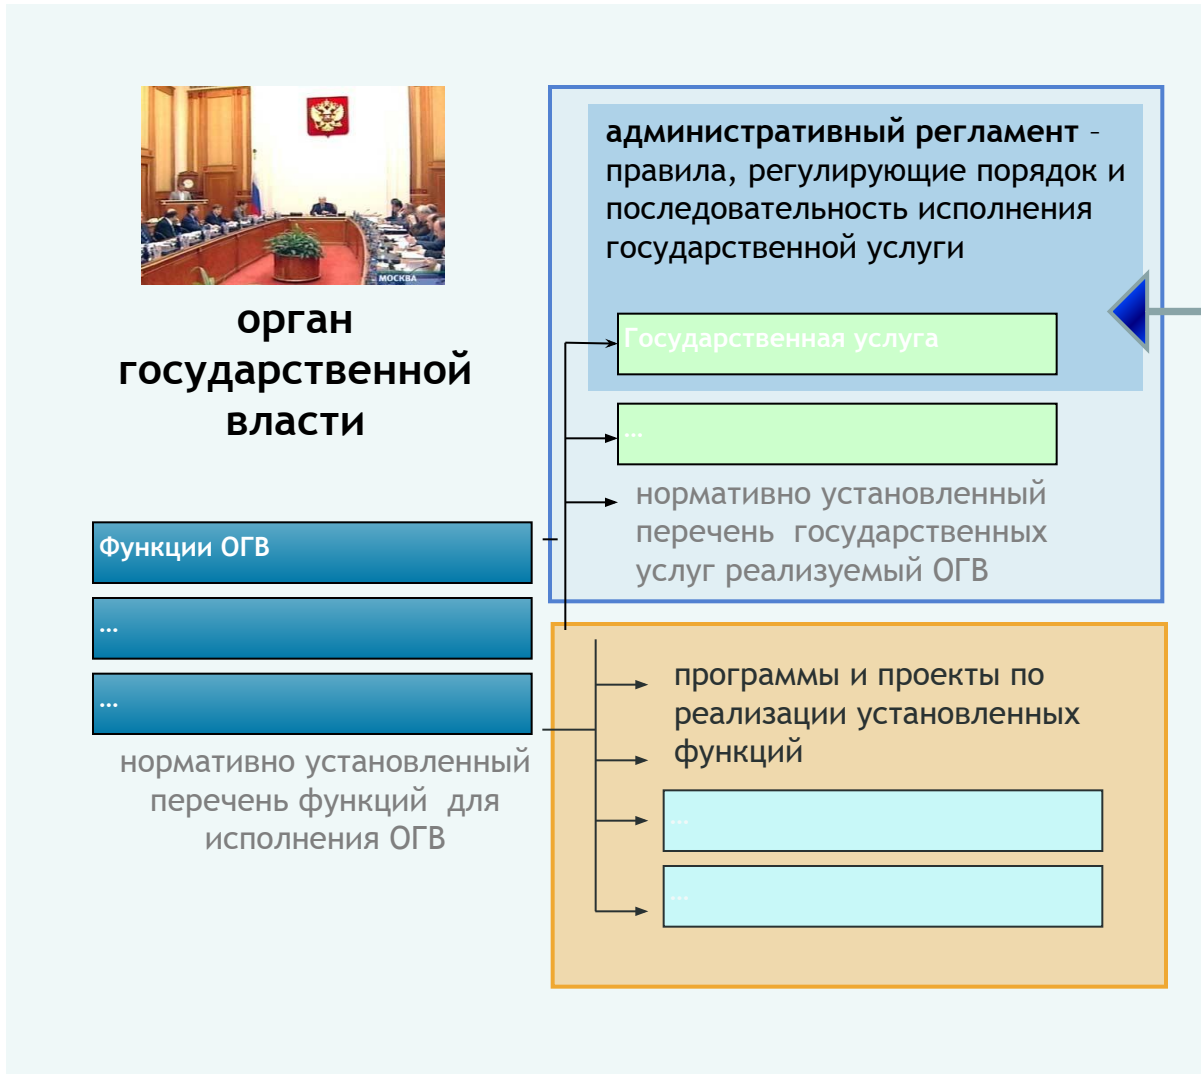 МОСКВА
орган
государственной
власти
Функции ОГВ
...
...
нормативно установленный
перечень функций для
исполнения ОГВ
административный регламент –
правила, регулирующие порядок и
последовательность исполнения
государственной услуги
Государственная услуга
...
нормативно установленный
перечень государственных
услуг реализуемый ОГВ
программы и проекты по
реализации установленных
функций
...
...